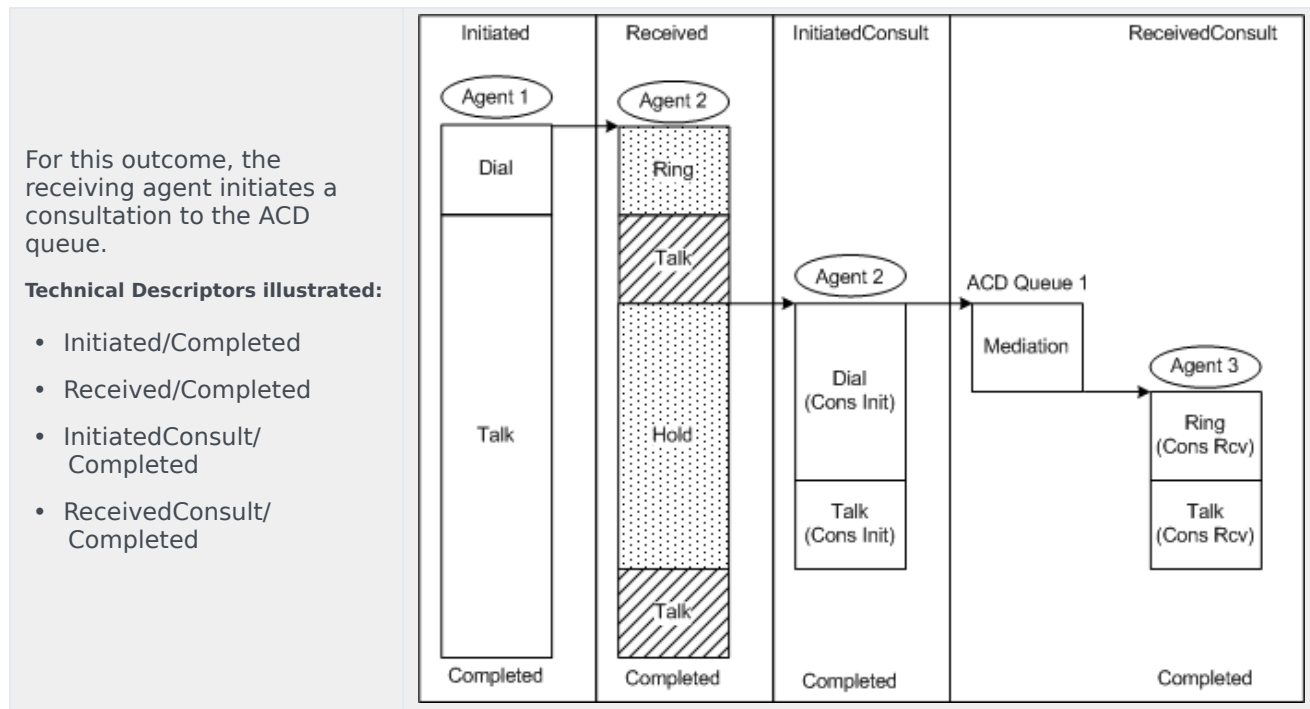 For this outcome, the
receiving agent initiates a
consultation to the ACD
queue.
Technical Descriptors illustrated:
• Initiated/Completed
• Received/Completed
• InitiatedConsult/
Completed
• ReceivedConsult/
Completed
Initiated
Received
InitiatedConsult
ReceivedConsult
Agent 1
Agent 2
Dial
Ring
Talk
Agent 2
ACD Queue 1
Mediation
Agent 3
Dial
(Cons Init)
Talk
Hold
Ring
(Cons Rcv)
Talk
(Cons Init)
Talk
(Cons Rcv)
Talk
Completed
Completed
Completed
Completed